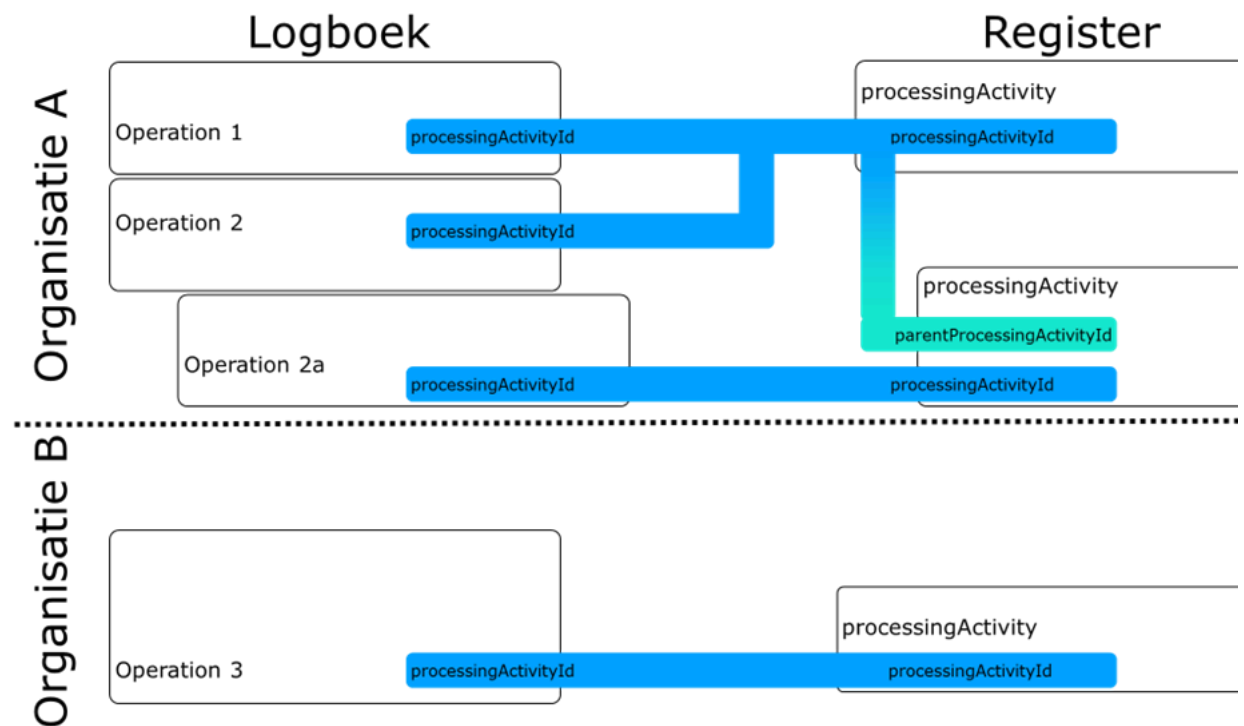 Logboek
Register
Organisatie A
processingActivity
Operation 1
processingActivityId
processingActivityId
Operation 2
processingActivityId
processingActivity
parentProcessingActivityId
Operation 2a
processingActivityId
processingActivityId
Organisatie B
processingActivity
Operation 3
processingActivityId
processingActivityId